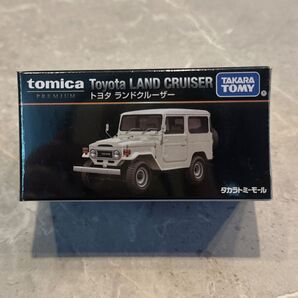 tomica
PREMIUM
Toyota LAND CRUISER
トヨタ ランドクルーザー
TAKARA
TOMY
タカラトミーモール